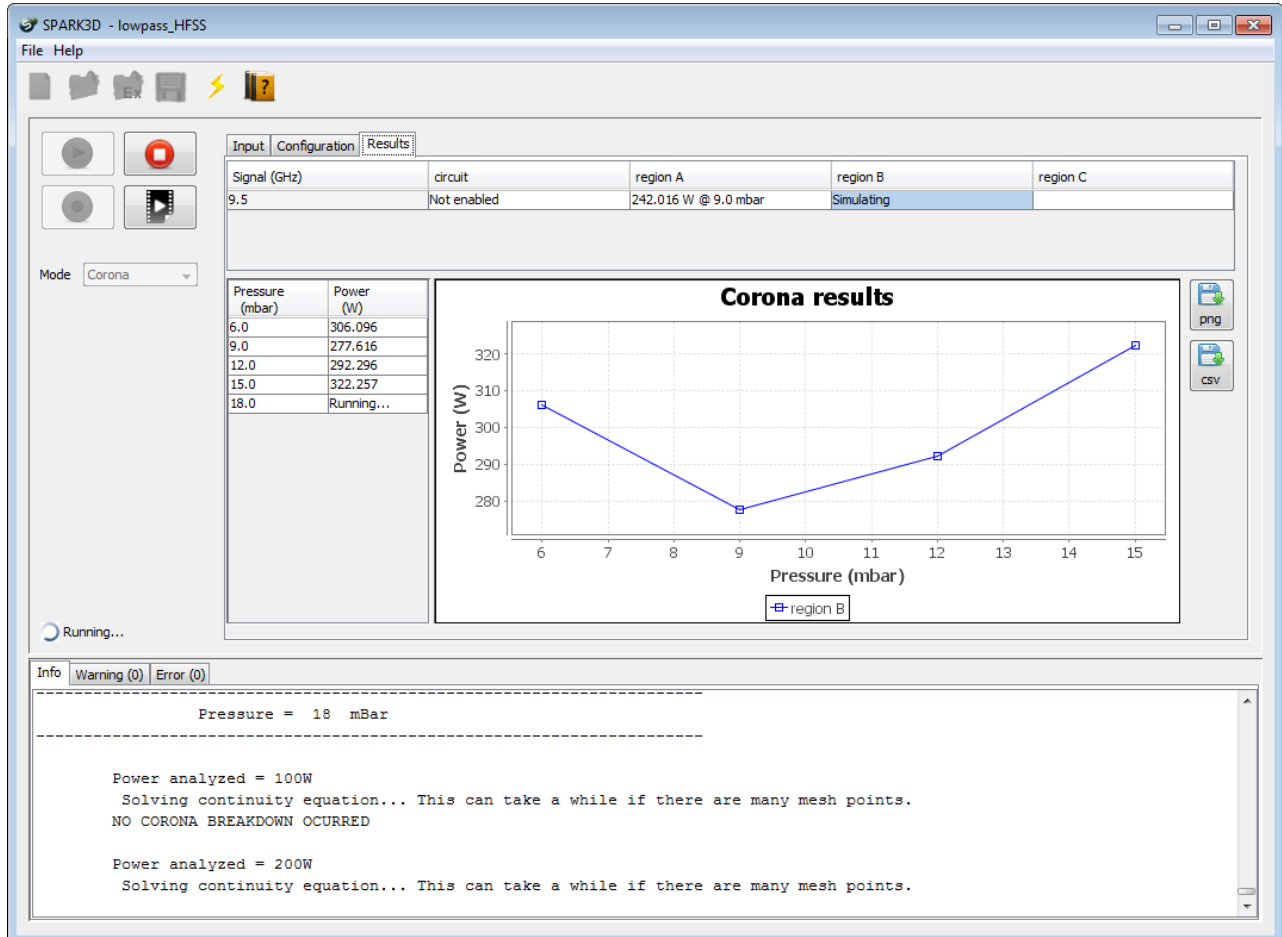 SPARK3D - lowpass_HFSS
File Help
Ex
Input Configuration Results
Signal (GHz) circuit region A region B region C
9.5 Not enabled 242.016 W @ 9.0 mbar Simulating
Mode Corona
Pressure (mbar) Power (W)
6.0 306.096
9.0 277.616
12.0 292.296
15.0 322.257
18.0 Running...
Corona results
Power (W)
320
310
300
290
280
6 7 8 9 10 11 12 13 14 15
Pressure (mbar)
region B
png
csv
Running...
Info Warning (0) Error (0)
----------------------------------------------------------------------
Pressure = 18 mBar
----------------------------------------------------------------------
Power analyzed = 100W
Solving continuity equation... This can take a while if there are many mesh points.
NO CORONA BREAKDOWN OCURRED
Power analyzed = 200W
Solving continuity equation... This can take a while if there are many mesh points.